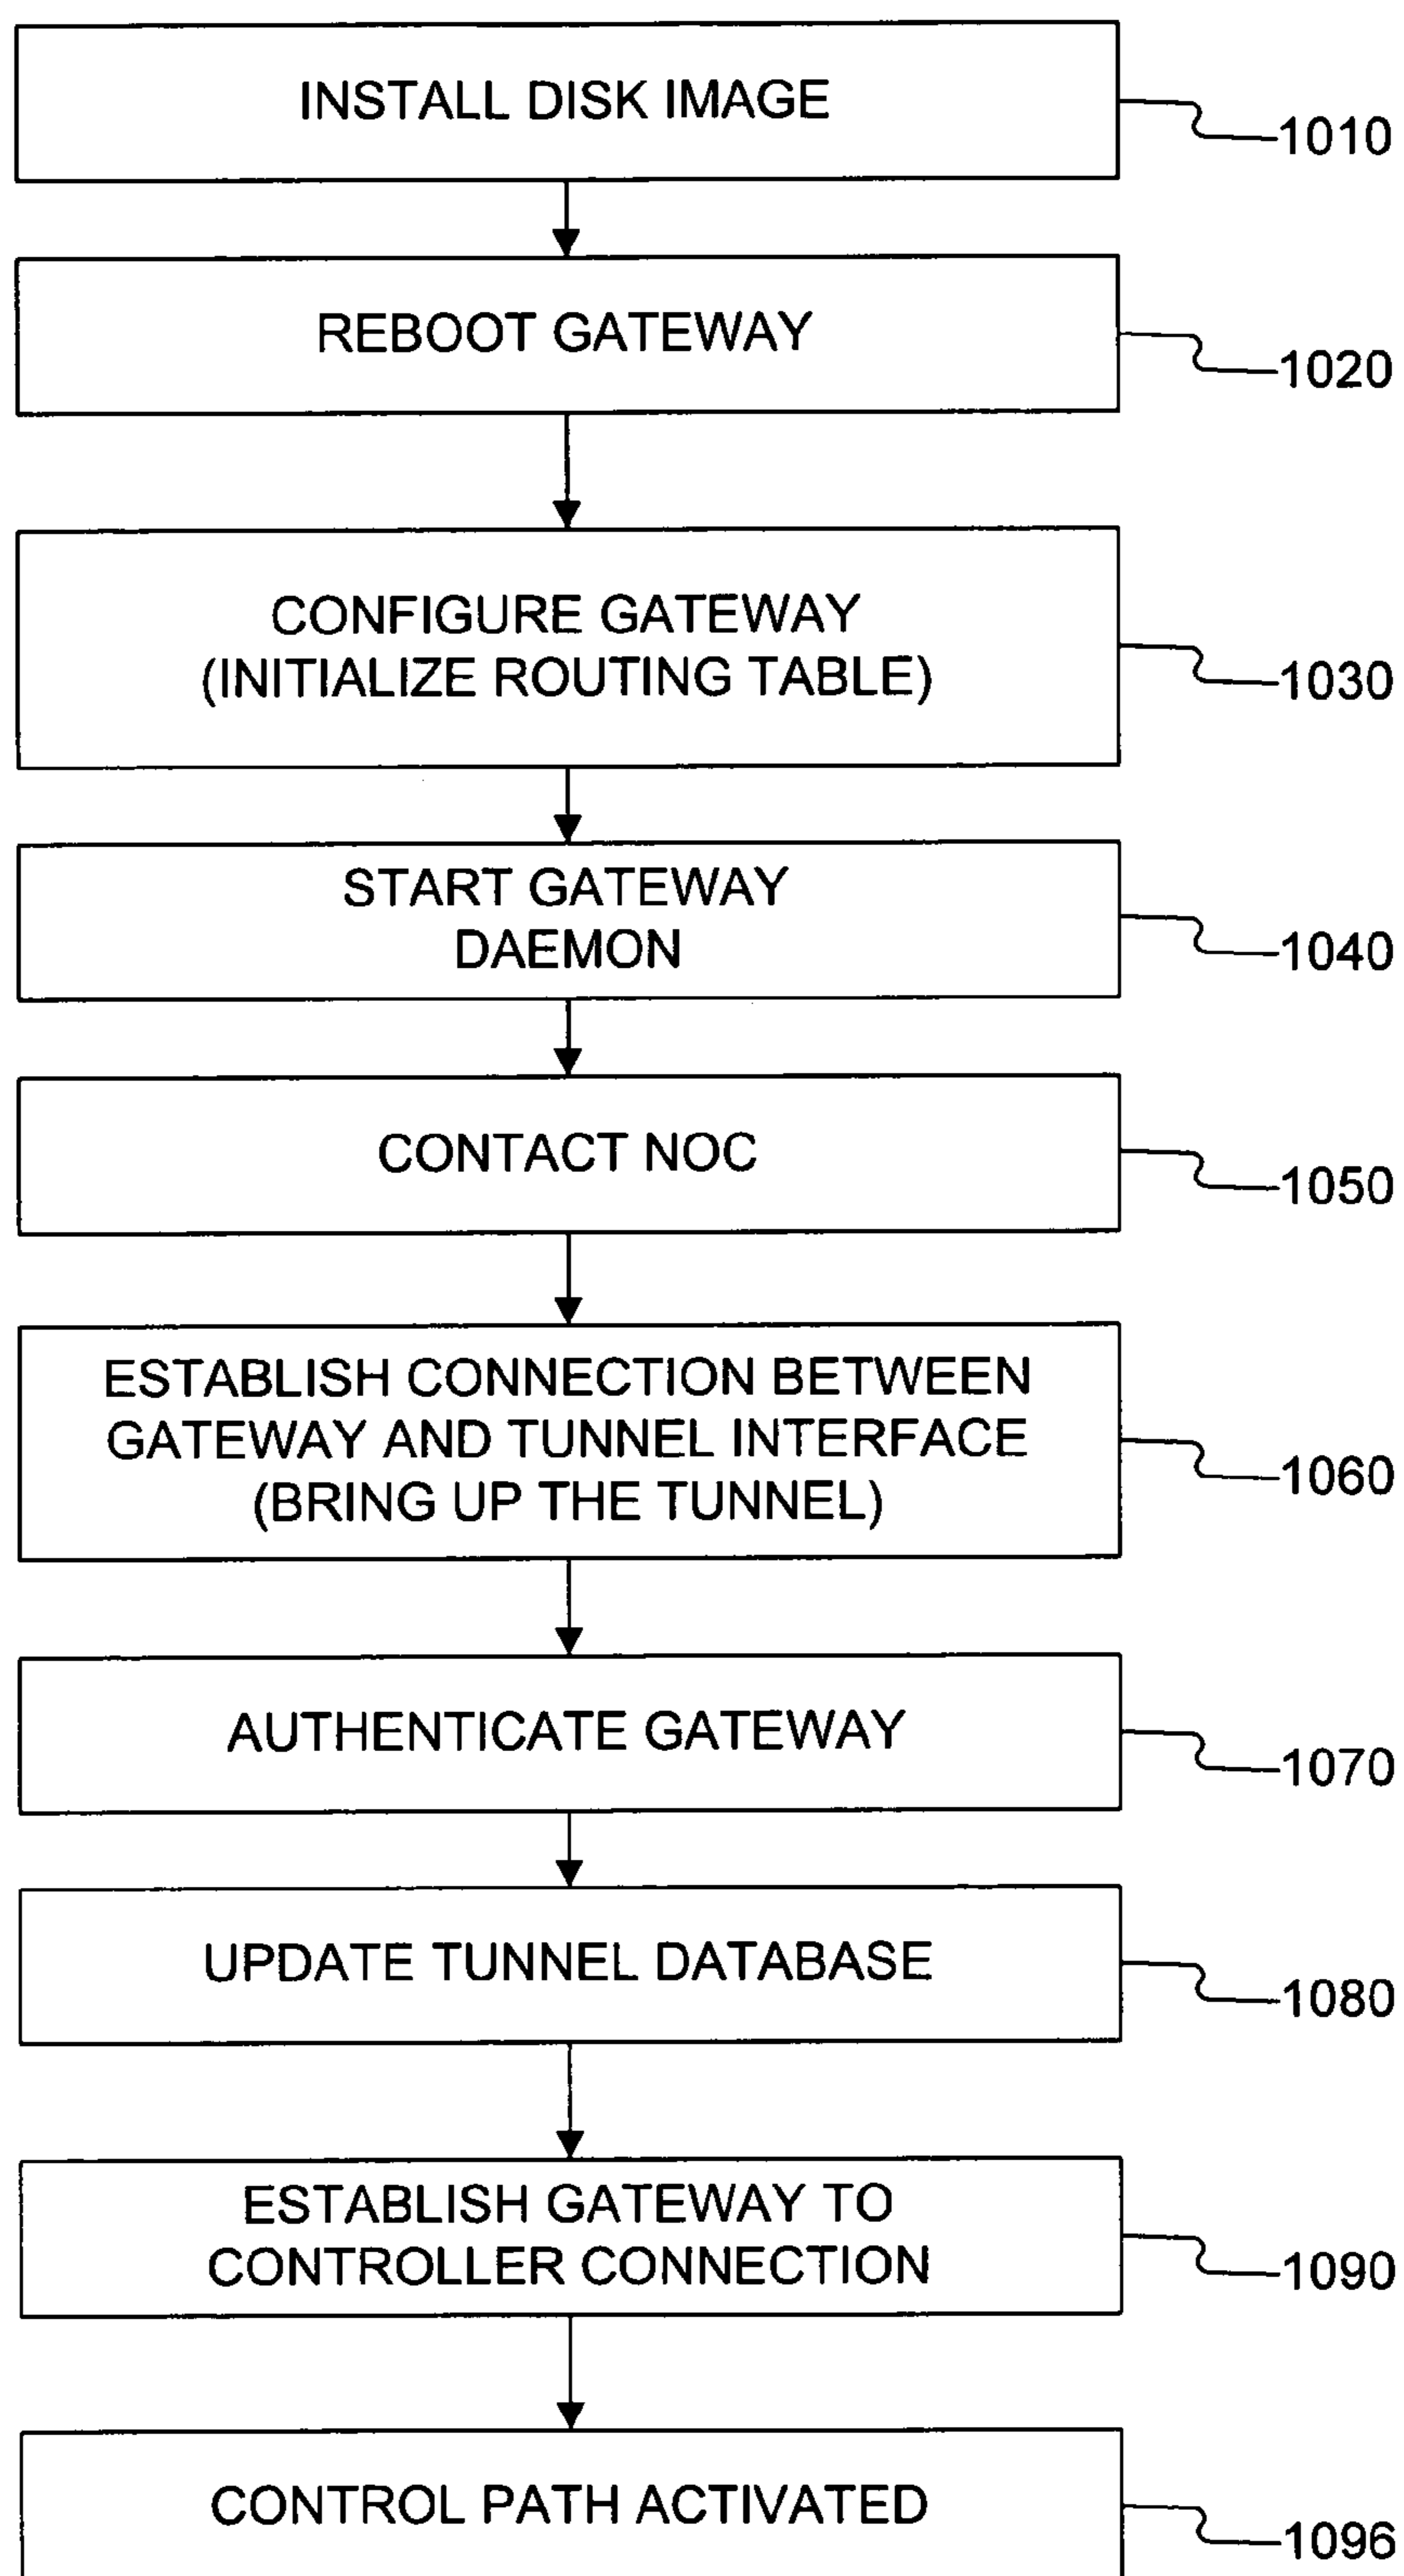 INSTALL DISK IMAGE
1010
REBOOT GATEWAY
1020
CONFIGURE GATEWAY
(INITIALIZE ROUTING TABLE)
1030
START GATEWAY
DAEMON
1040
CONTACT NOC
1050
ESTABLISH CONNECTION BETWEEN
GATEWAY AND TUNNEL INTERFACE
(BRING UP THE TUNNEL)
1060
AUTHENTICATE GATEWAY
1070
UPDATE TUNNEL DATABASE
1080
ESTABLISH GATEWAY TO
CONTROLLER CONNECTION
1090
CONTROL PATH ACTIVATED
1096